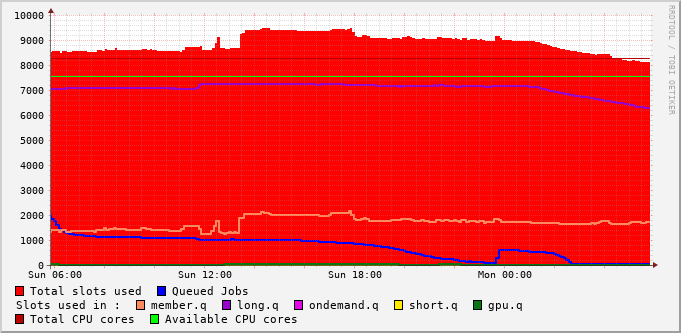 10000
9000
8000
7000
6000
5000
4000
3000
2000
1000
0
Sun 06:00 Sun 12:00 Sun 18:00 Mon 00:00
RRDTOOL / TOBI OETIKER
Total slots used Queued Jobs
Slots used in : member.q long.q ondemand.q short.q gpu.q
Total CPU cores Available CPU cores